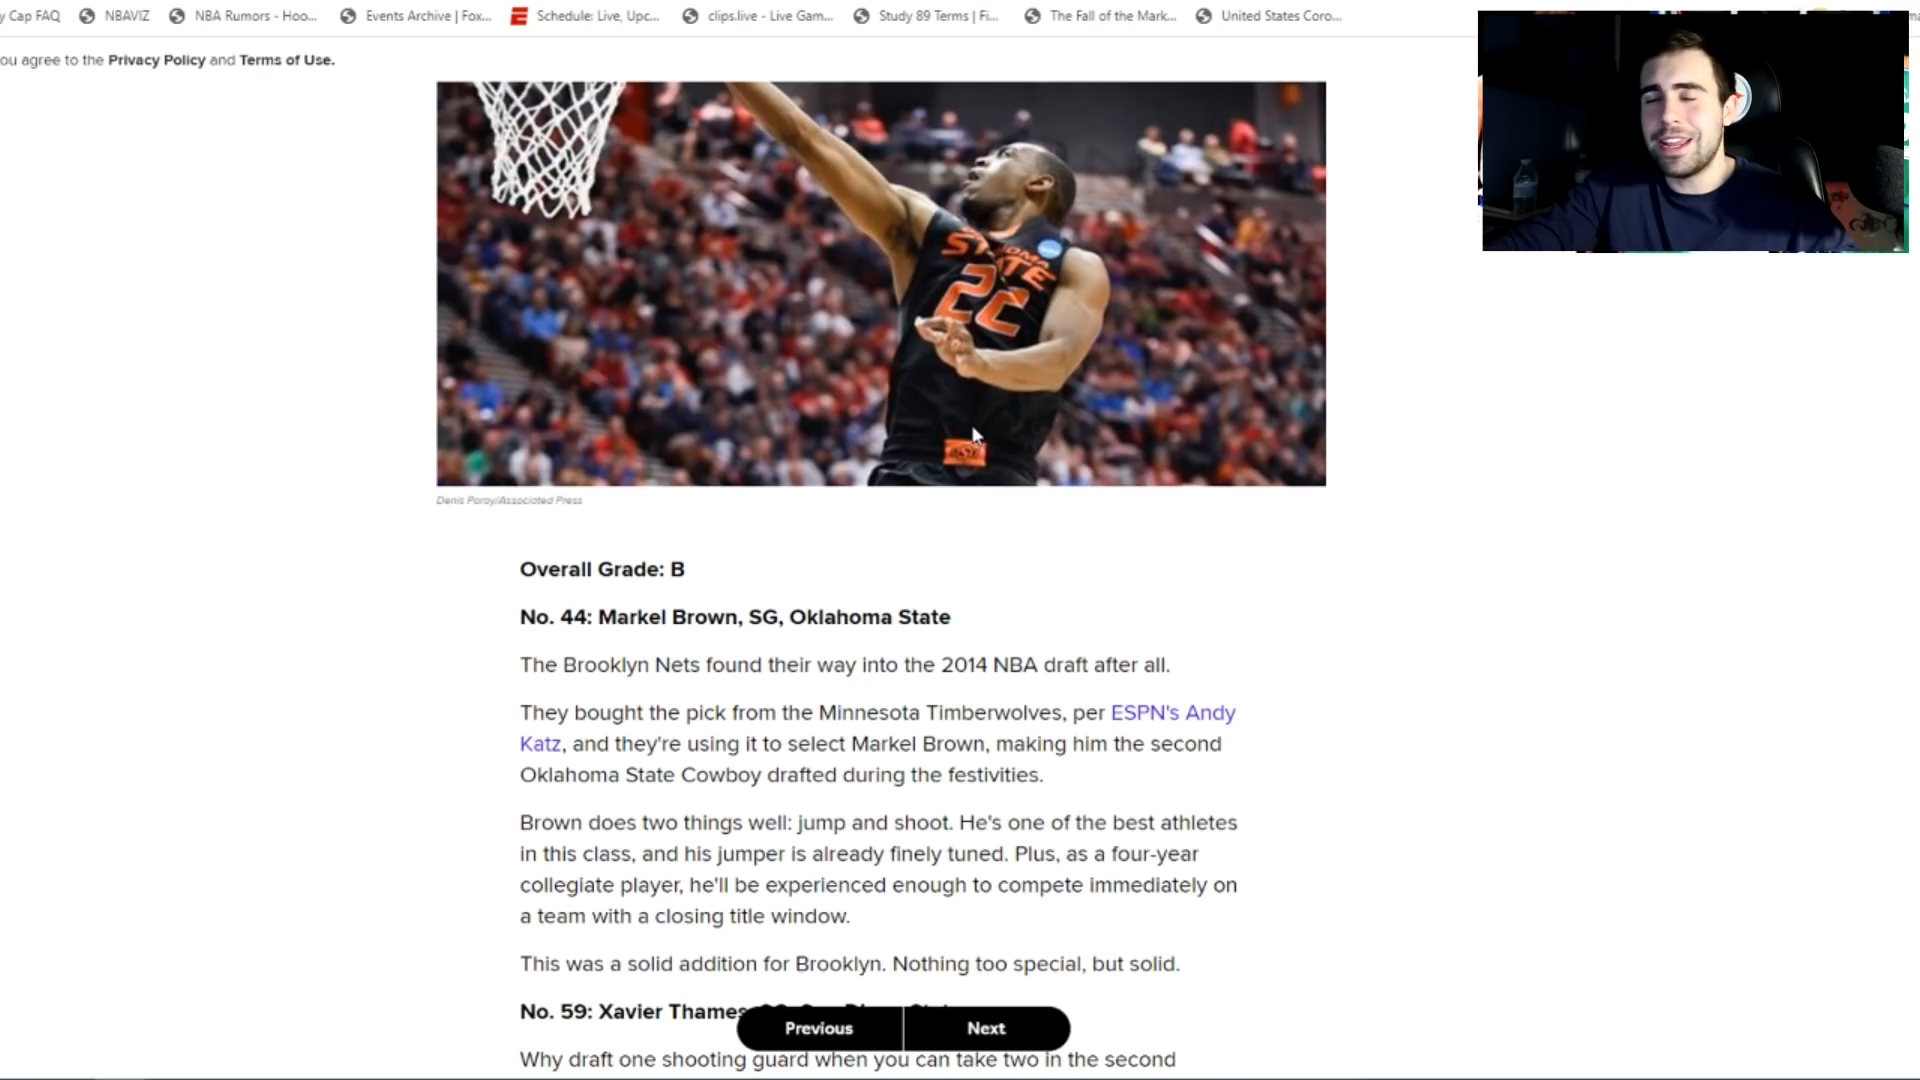 y Cap FAQ NBAVIZ NBA Rumors - Hoo... Events Archive | Fox... Schedule: Live, Upc... clips.live - Live Gam... Study 89 Terms | Fi... The Fall of the Mark... United States Coro...
ou agree to the Privacy Policy and Terms of Use.
STATE
22
Denis Poroy/Associated Press
Overall Grade: B
No. 44: Markel Brown, SG, Oklahoma State
The Brooklyn Nets found their way into the 2014 NBA draft after all.
They bought the pick from the Minnesota Timberwolves, per ESPN's Andy
Katz, and they're using it to select Markel Brown, making him the second
Oklahoma State Cowboy drafted during the festivities.
Brown does two things well: jump and shoot. He's one of the best athletes
in this class, and his jumper is already finely tuned. Plus, as a four-year
collegiate player, he'll be experienced enough to compete immediately on
a team with a closing title window.
This was a solid addition for Brooklyn. Nothing too special, but solid.
No. 59: Xavier Thames
Previous Next
Why draft one shooting guard when you can take two in the second